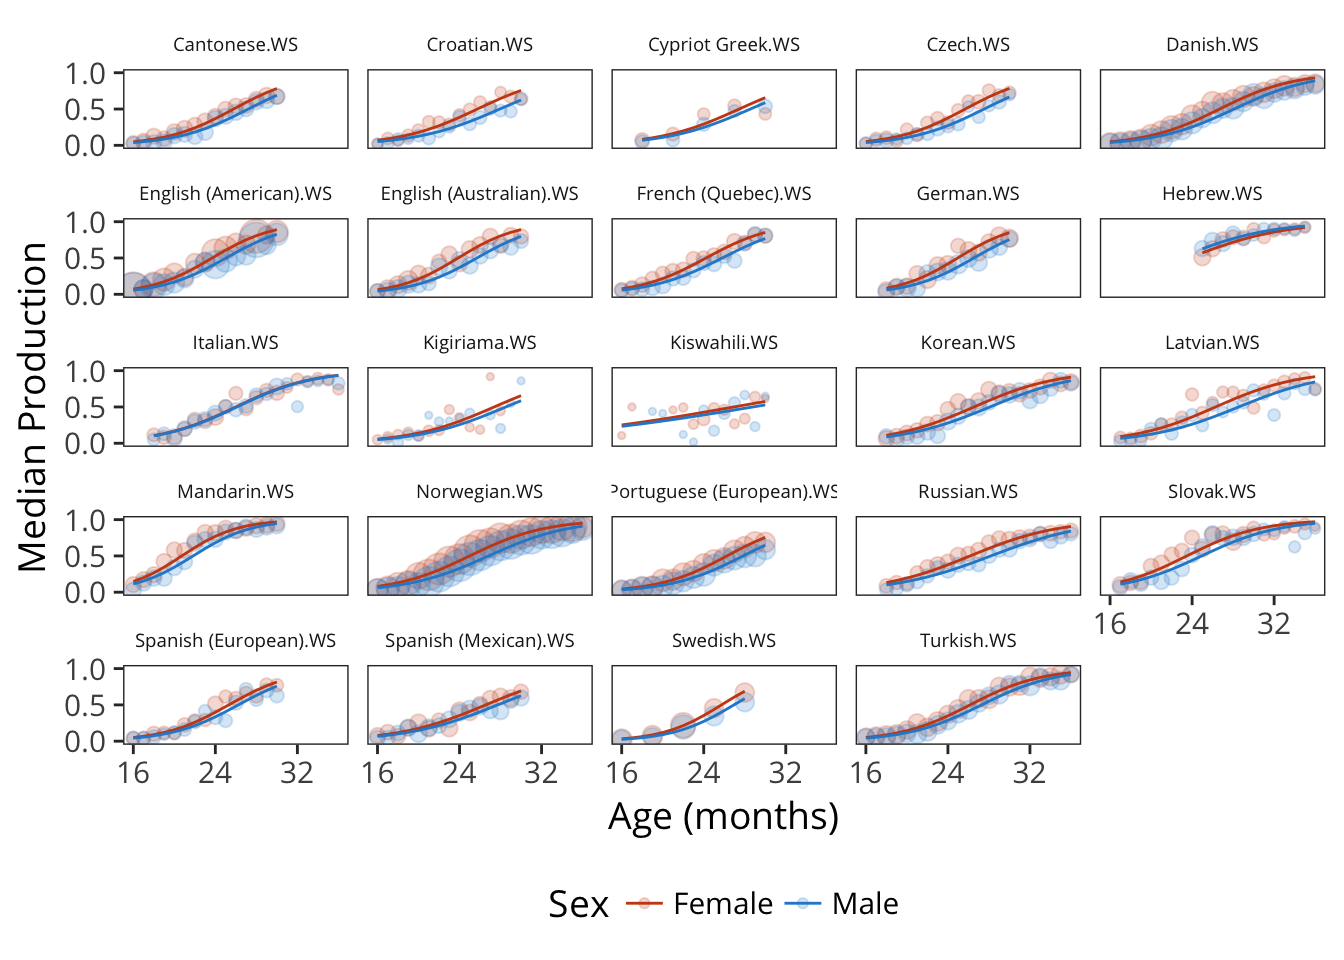 Cantonese.WS Croatian.WS Cypriot Greek.WS Czech.WS Danish.WS
1.0
0.5
0.0
English (American).WS English (Australian).WS French (Quebec).WS German.WS Hebrew.WS
1.0
0.5
0.0
Italian.WS Kigiriama.WS Kiswahili.WS Korean.WS Latvian.WS
1.0
0.5
0.0
Mandarin.WS Norwegian.WS Portuguese (European).WS Russian.WS Slovak.WS
1.0
0.5
0.0
16 24 32
Spanish (European).WS Spanish (Mexican).WS Swedish.WS Turkish.WS
1.0
0.5
0.0
16 24 32 16 24 32 16 24 32 16 24 32
Median Production
Age (months)
Sex Female Male